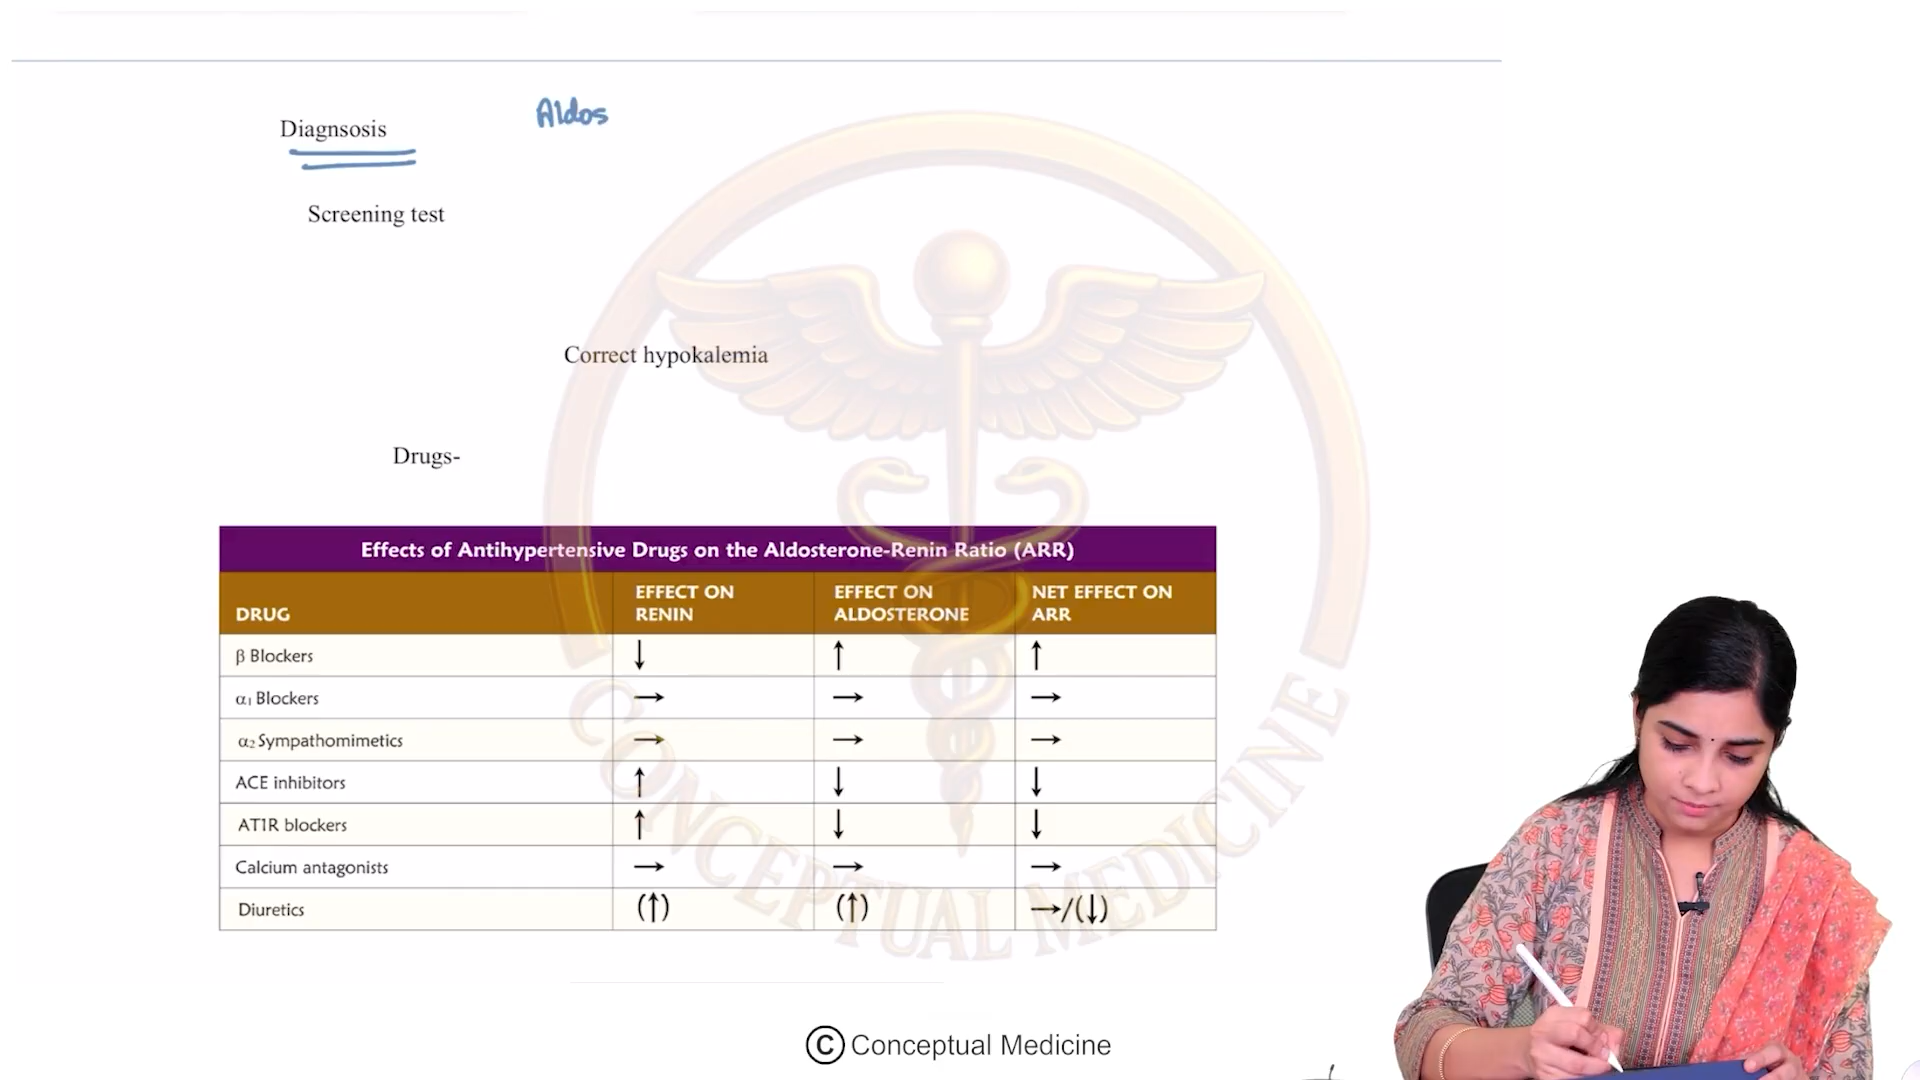 Aldos
Diagnsosis
Screening test
Correct hypokalemia
Drugs-
Effects of Antihypertensive Drugs on the Aldosterone-Renin Ratio (ARR)
DRUG EFFECT ON RENIN EFFECT ON ALDOSTERONE NET EFFECT ON ARR
β Blockers ↓ ↑ ↑
α₁ Blockers → → →
α₂ Sympathomimetics → → →
ACE inhibitors ↑ ↓ ↓
AT1R blockers ↑ ↓ ↓
Calcium antagonists → → →
Diuretics (↑) (↑) →/(↓)
CONCEPTUAL MEDICINE
© Conceptual Medicine